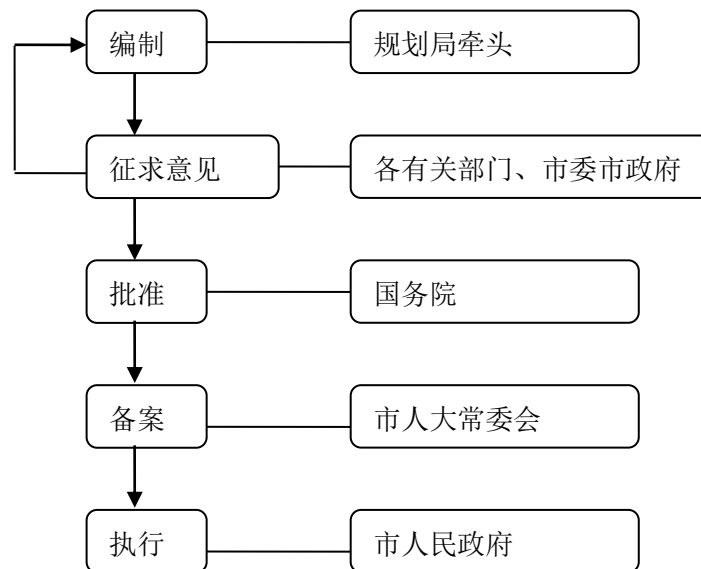 编制 规划局牵头
征求意见 各有关部门、市委市政府
批准 国务院
备案 市人大常委会
执行 市人民政府